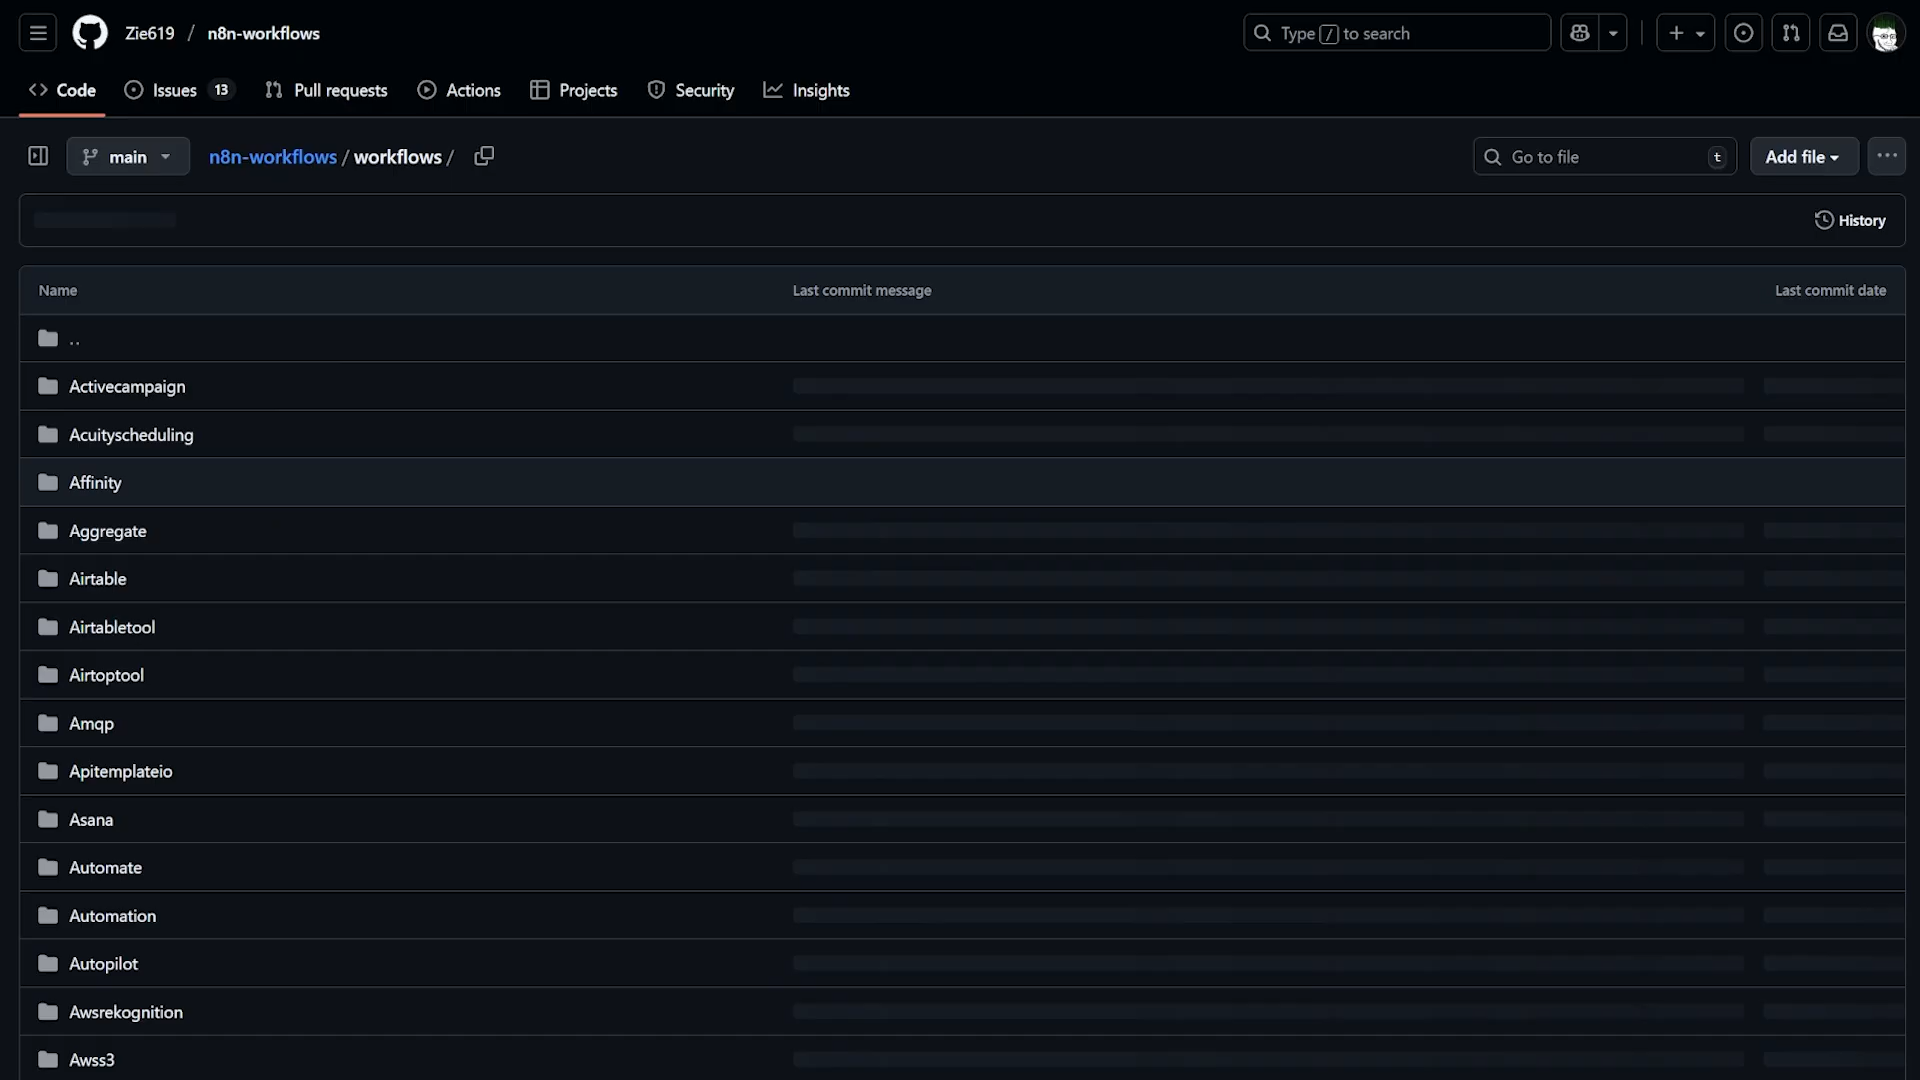 Zie619 / n8n-workflows
Type / to search
Code
Issues 13
Pull requests
Actions
Projects
Security
Insights
main
n8n-workflows / workflows /
Go to file t
Add file
History
Name Last commit message Last commit date
..
Activecampaign
Acuityscheduling
Affinity
Aggregate
Airtable
Airtabletool
Airtoptool
Amqp
Apitemplateio
Asana
Automate
Automation
Autopilot
Awsrekognition
Awss3